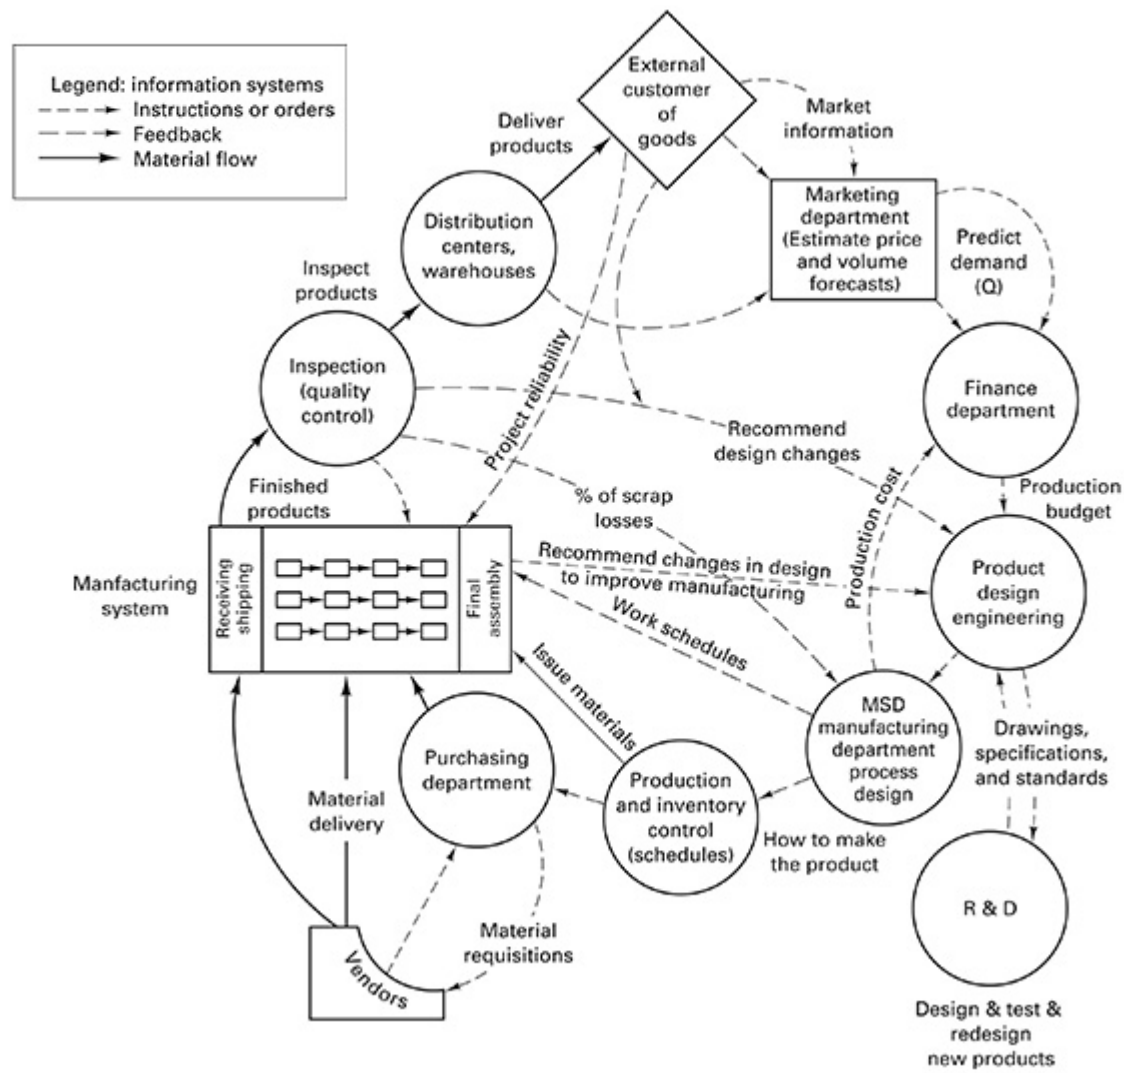 Legend: information systems
Instructions or orders
Feedback
Material flow
External
customer
of
goods
Market
information
Deliver
products
Marketing
department
(Estimate price
and volume
forecasts)
Predict
demand
(Q)
Distribution
centers,
warehouses
Inspect
products
Inspection
(quality
control)
Project reliability
Finance
department
Recommend
design changes
Production cost
Production
budget
Finished
products
% of scrap
losses
Manfacturing
system
Receiving
shipping
Final
assembly
Recommend changes in design
to improve manufacturing
Product
design
engineering
Work schedules
Issue materials
MSD
manufacturing
department
process
design
Drawings,
specifications,
and standards
Purchasing
department
Production
and inventory
control
(schedules)
Material
delivery
How to make
the product
R & D
Material
requisitions
Vendors
Design & test &
redesign
new products